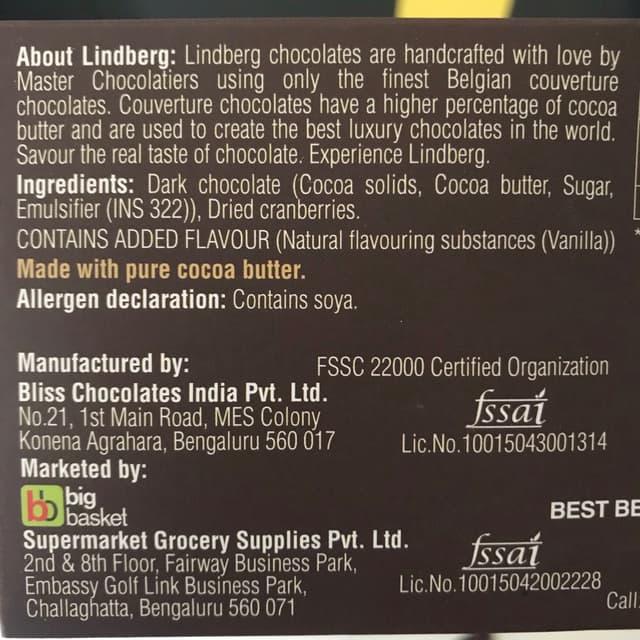 About Lindberg: Lindberg chocolates are handcrafted with love by
Master Chocolatiers using only the finest Belgian couverture
chocolates. Couverture chocolates have a higher percentage of cocoa
butter and are used to create the best luxury chocolates in the world.
Savour the real taste of chocolate. Experience Lindberg.
Ingredients: Dark chocolate (Cocoa solids, Cocoa butter, Sugar,
Emulsifier (INS 322)), Dried cranberries.
CONTAINS ADDED FLAVOUR (Natural flavouring substances (Vanilla))
Made with pure cocoa butter.
Allergen declaration: Contains soya.
Manufactured by:
FSSC 22000 Certified Organization
Bliss Chocolates India Pvt. Ltd.
No.21, 1st Main Road, MES Colony
Konena Agrahara, Bengaluru 560 017
fssai
Lic.No.10015043001314
Marketed by:
bb big
basket
BEST BE
Supermarket Grocery Supplies Pvt. Ltd.
2nd & 8th Floor, Fairway Business Park,
Embassy Golf Link Business Park,
Challaghatta, Bengaluru 560 071
fssai
Lic.No.10015042002228
Call